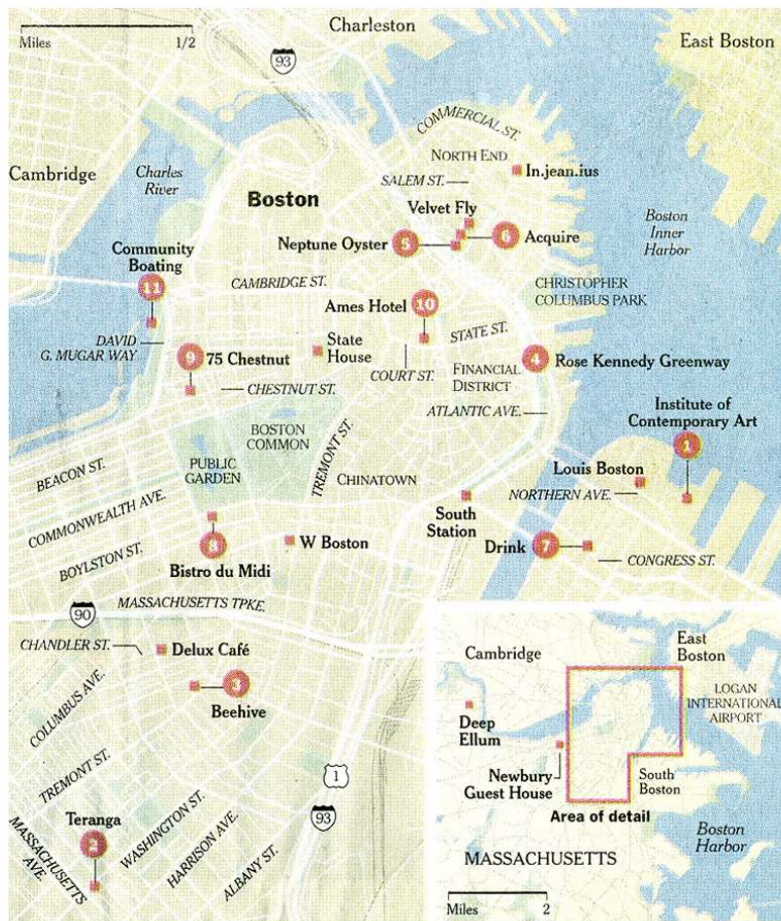 Charleston
Miles 1/2
93
East Boston
COMMERCIAL ST.
NORTH END
Cambridge
Charles
River
SALEM ST.
In.jean.ius
Boston
Velvet Fly
Boston
Inner
Harbor
Neptune Oyster
5
6
Acquire
Community
Boating
11
CAMBRIDGE ST.
CHRISTOPHER
COLUMBUS PARK
Ames Hotel
10
DAVID
G. MUGAR WAY
9
75 Chestnut
State
House
STATE ST.
COURT ST.
4
Rose Kennedy Greenway
FINANCIAL
DISTRICT
CHESTNUT ST.
ATLANTIC AVE.
Institute of
Contemporary Art
1
BOSTON
COMMON
TREMONT ST.
BEACON ST.
PUBLIC
GARDEN
CHINATOWN
Louis Boston
NORTHERN AVE.
COMMONWEALTH AVE.
South
Station
BOYLSTON ST.
8
Bistro du Midi
W Boston
Drink
7
CONGRESS ST.
90
MASSACHUSETTS TPKE.
CHANDLER ST.
Delux Café
COLUMBUS AVE.
3
Beehive
TREMONT ST.
1
Teranga
2
WASHINGTON ST.
93
MASSACHUSETTS
AVE.
HARRISON AVE.
ALBANY ST.
Cambridge
East
Boston
LOGAN
INTERNATIONAL
AIRPORT
Deep
Ellum
Newbury
Guest House
South
Boston
Area of detail
Boston
Harbor
MASSACHUSETTS
Miles 2